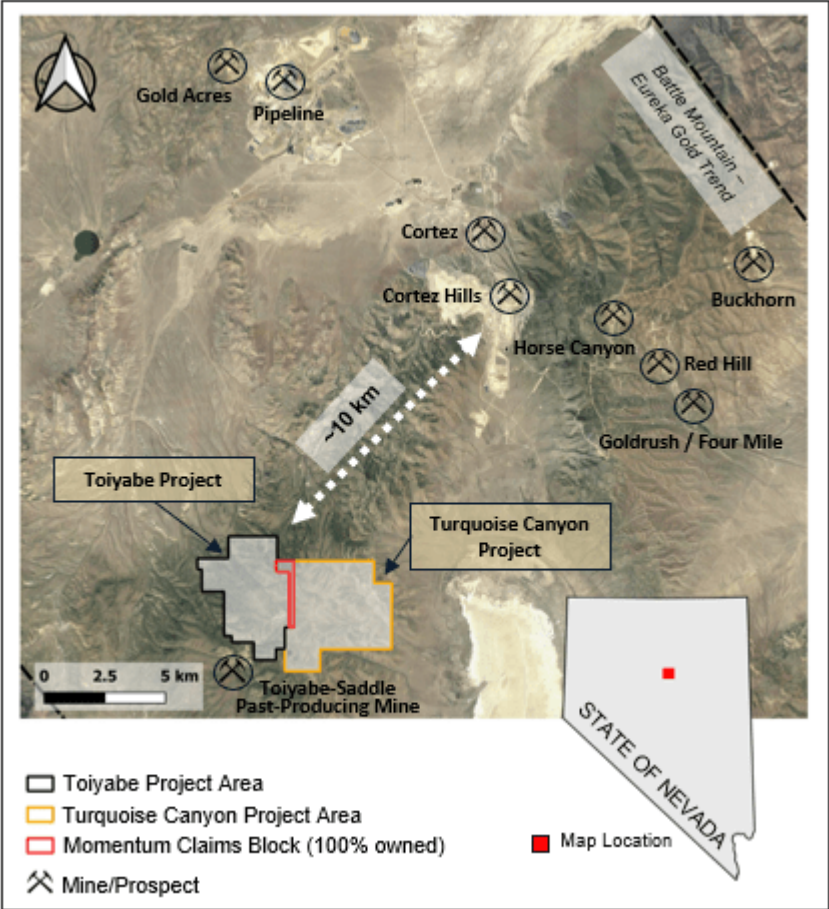 Gold Acres
Pipeline
Battle Mountain –
Eureka Gold Trend
Cortez
Cortez Hills
Buckhorn
Horse Canyon
Red Hill
Goldrush / Four Mile
~10 km
Toiyabe Project
Turquoise Canyon
Project
0 2.5 5 km
Toiyabe-Saddle
Past-Producing Mine
STATE OF NEVADA
Toiyabe Project Area
Turquoise Canyon Project Area
Momentum Claims Block (100% owned)
Map Location
Mine/Prospect